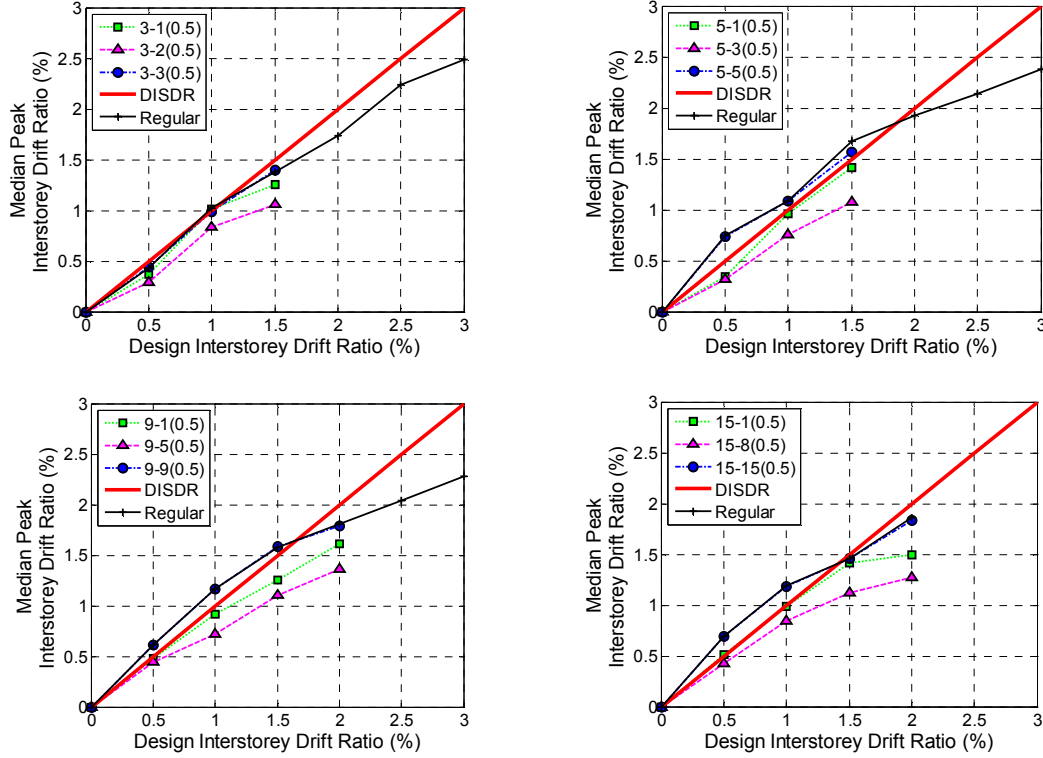 Median Peak
Interstorey Drift Ratio (%)
3
2.5
2
1.5
1
0.5
0
3-1(0.5)
3-2(0.5)
3-3(0.5)
DISDR
Regular
0 0.5 1 1.5 2 2.5 3
Design Interstorey Drift Ratio (%)
Median Peak
Interstorey Drift Ratio (%)
3
2.5
2
1.5
1
0.5
0
5-1(0.5)
5-3(0.5)
5-5(0.5)
DISDR
Regular
0 0.5 1 1.5 2 2.5 3
Design Interstorey Drift Ratio (%)
Median Peak
Interstorey Drift Ratio (%)
3
2.5
2
1.5
1
0.5
0
9-1(0.5)
9-5(0.5)
9-9(0.5)
DISDR
Regular
0 0.5 1 1.5 2 2.5 3
Design Interstorey Drift Ratio (%)
Median Peak
Interstorey Drift Ratio (%)
3
2.5
2
1.5
1
0.5
0
15-1(0.5)
15-8(0.5)
15-15(0.5)
DISDR
Regular
0 0.5 1 1.5 2 2.5 3
Design Interstorey Drift Ratio (%)